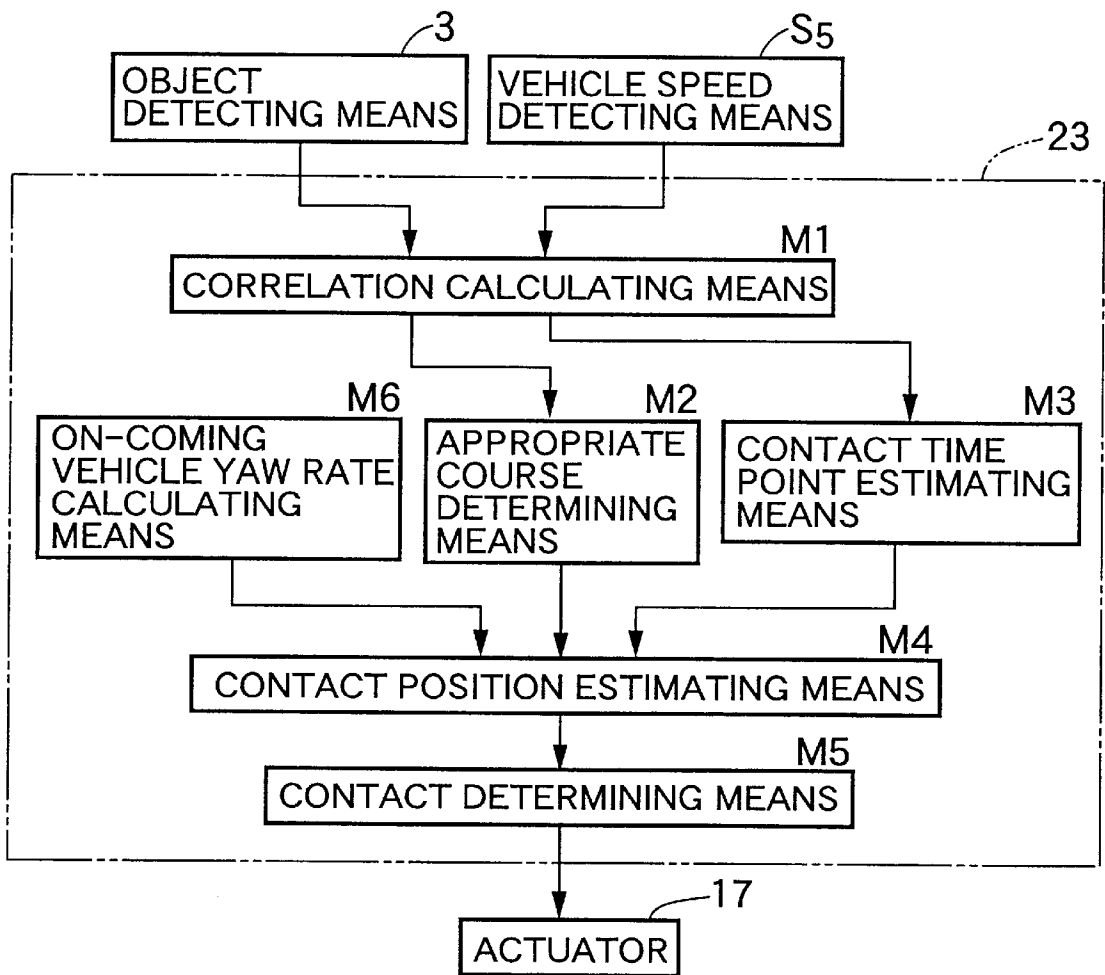 3
S5
OBJECT
DETECTING MEANS
VEHICLE SPEED
DETECTING MEANS
23
M1
CORRELATION CALCULATING MEANS
M6
ON-COMING
VEHICLE YAW RATE
CALCULATING
MEANS
M2
APPROPRIATE
COURSE
DETERMINING
MEANS
M3
CONTACT TIME
POINT ESTIMATING
MEANS
M4
CONTACT POSITION ESTIMATING MEANS
M5
CONTACT DETERMINING MEANS
17
ACTUATOR